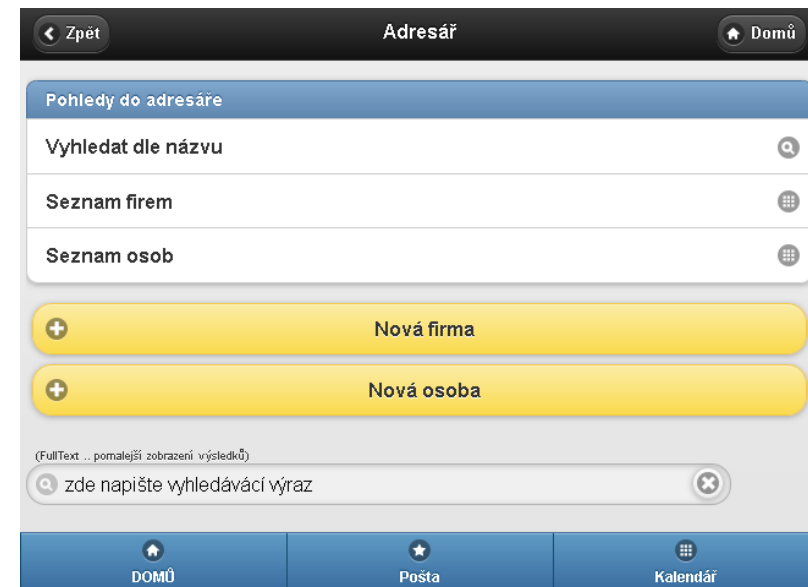 Zpět Adresář Domů
Pohledy do adresáře
Vyhledat dle názvu
Seznam firem
Seznam osob
Nová firma
Nová osoba
(FullText .. pomalejší zobrazení výsledků)
zde napište vyhledávácí výraz
DOMŮ Pošta Kalendář